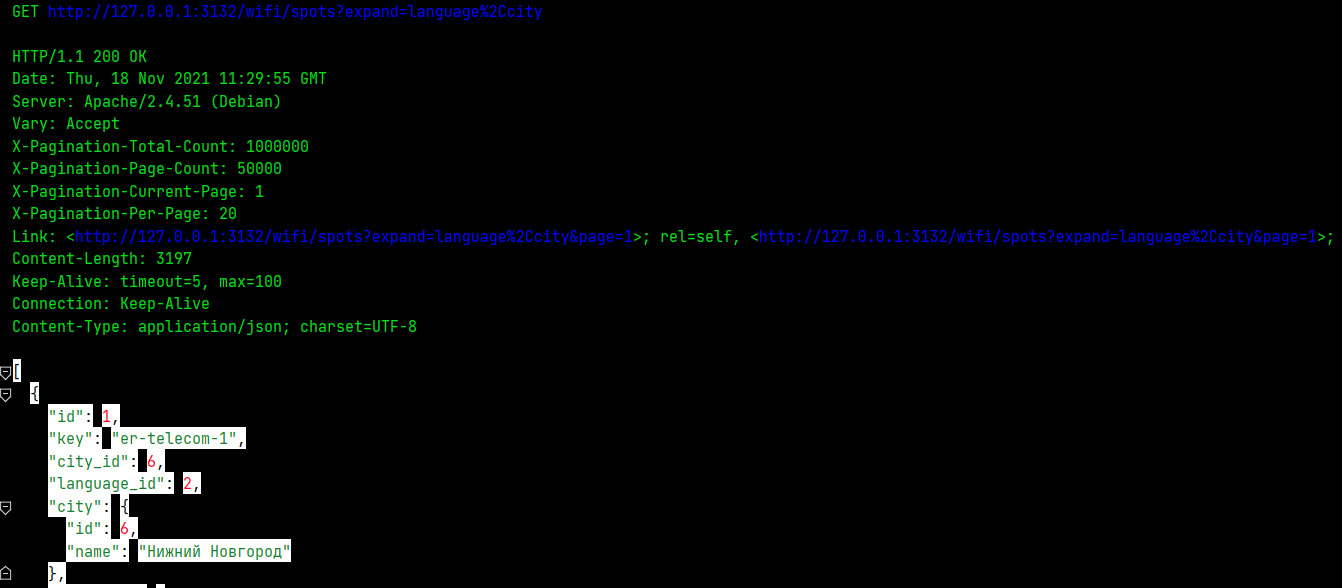 GET http://127.0.0.1:3132/wifi/spots?expand=language%2Ccity
HTTP/1.1 200 OK
Date: Thu, 18 Nov 2021 11:29:55 GMT
Server: Apache/2.4.51 (Debian)
Vary: Accept
X-Pagination-Total-Count: 1000000
X-Pagination-Page-Count: 50000
X-Pagination-Current-Page: 1
X-Pagination-Per-Page: 20
Link: <http://127.0.0.1:3132/wifi/spots?expand=language%2Ccity&page=1>; rel=self, <http://127.0.0.1:3132/wifi/spots?expand=language%2Ccity&page=1>;
Content-Length: 3197
Keep-Alive: timeout=5, max=100
Connection: Keep-Alive
Content-Type: application/json; charset=UTF-8
[
{
"id": 1,
"key": "er-telecom-1",
"city_id": 6,
"language_id": 2,
"city": {
"id": 6,
"name": "Нижний Новгород"
},